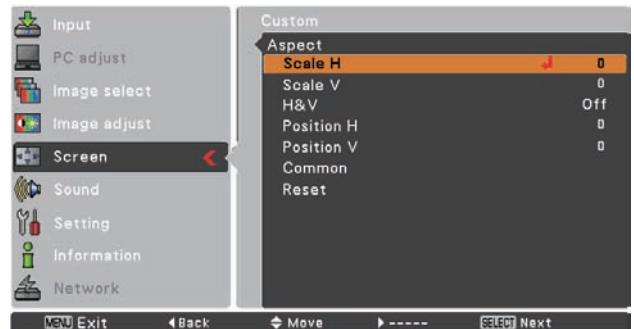 Input
PC adjust
Image select
Image adjust
Screen
Sound
Setting
Information
Network
Custom
Aspect
Scale H 0
Scale V 0
H&V Off
Position H 0
Position V 0
Common
Reset
MENU Exit Back Move ----- SELECT Next